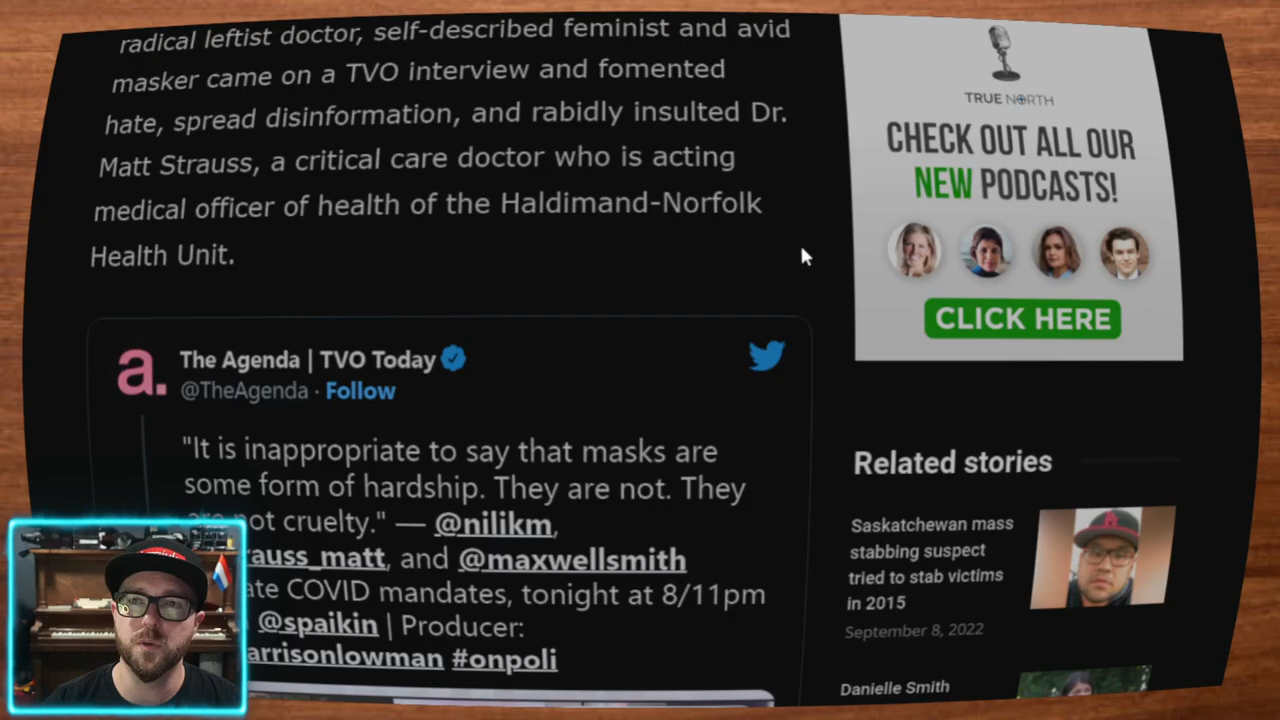 radical leftist doctor, self-described feminist and avid
masker came on a TVO interview and fomented
hate, spread disinformation, and rabidly insulted Dr.
Matt Strauss, a critical care doctor who is acting
medical officer of health of the Haldimand-Norfolk
Health Unit.
a.
The Agenda | TVO Today
@TheAgenda · Follow
"It is inappropriate to say that masks are
some form of hardship. They are not. They
not cruelty." — @nilikm,
rauss_matt, and @maxwellsmith
ate COVID mandates, tonight at 8/11pm
@spaikin | Producer:
arrisonlowman #onpoli
TRUE NORTH
CHECK OUT ALL OUR
NEW PODCASTS!
CLICK HERE
Related stories
Saskatchewan mass
stabbing suspect
tried to stab victims
in 2015
September 8, 2022
Danielle Smith